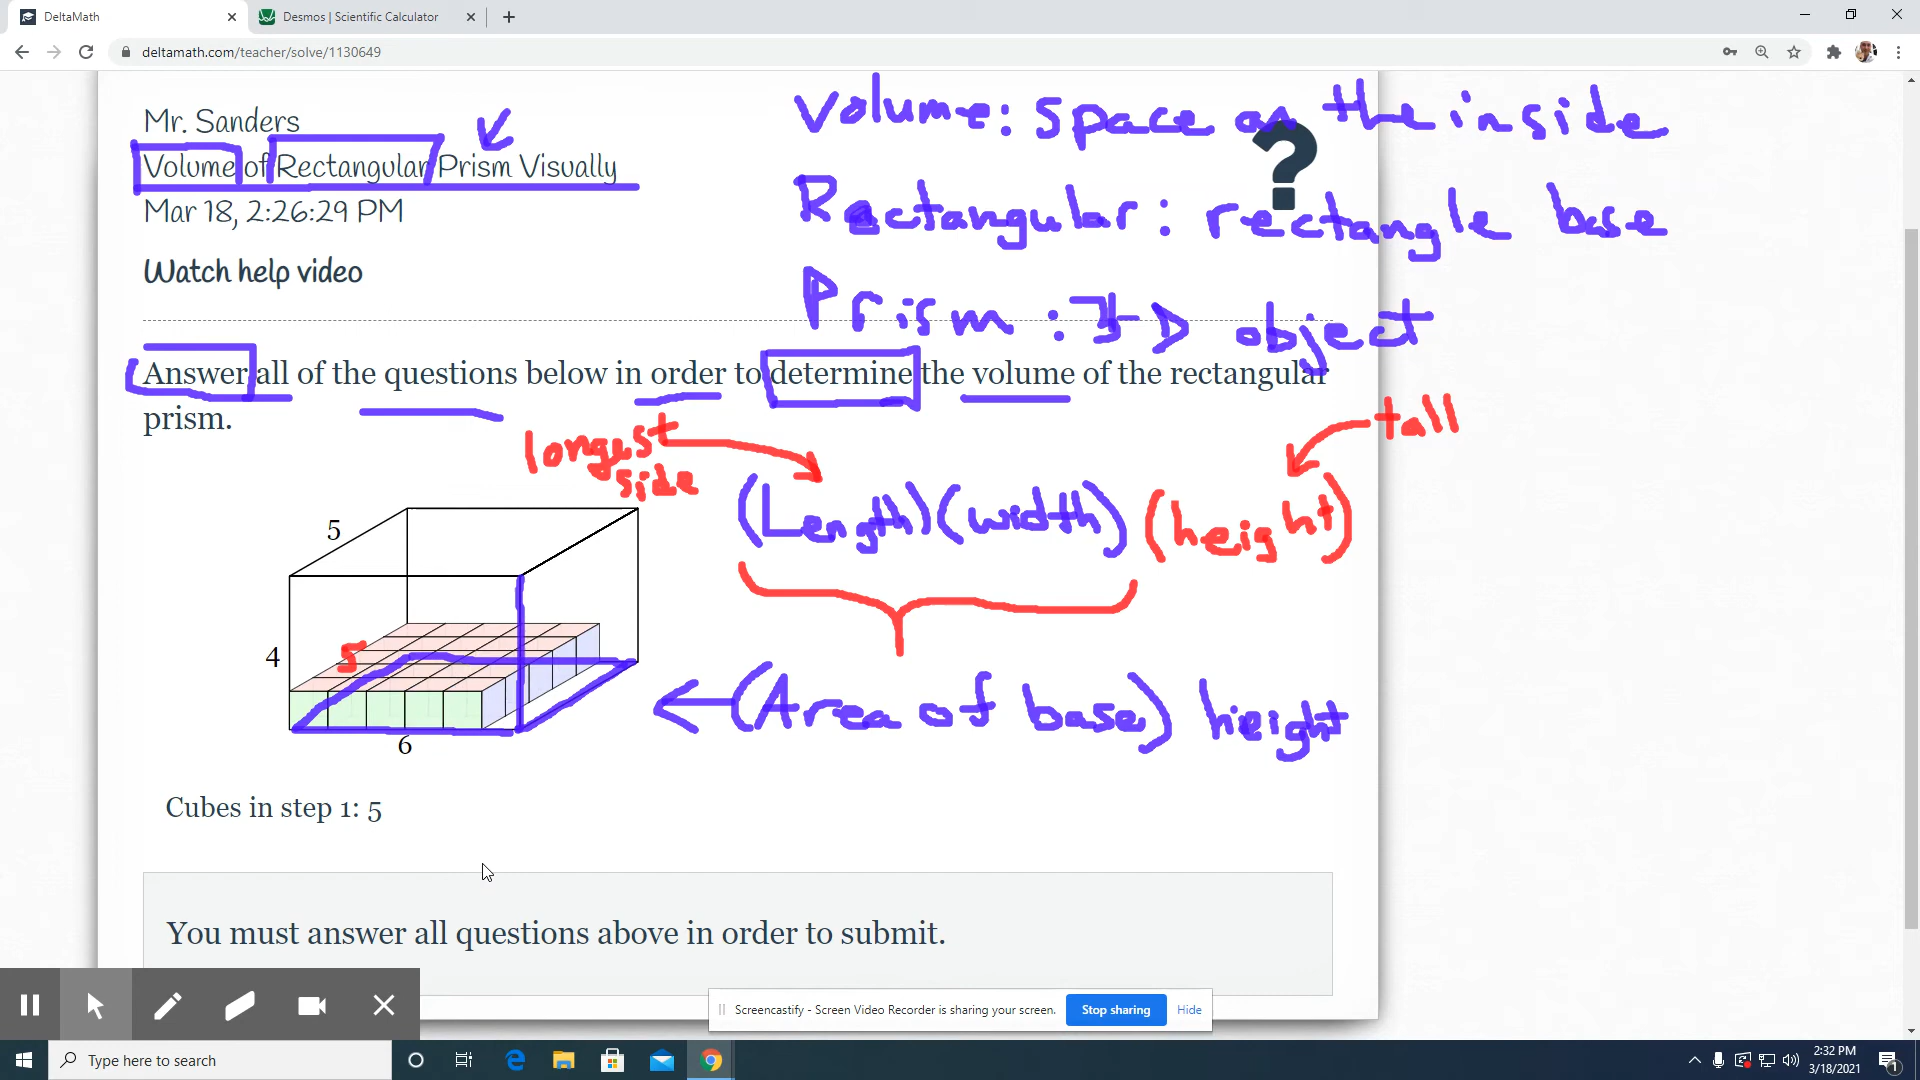 DeltaMath
Desmos | Scientific Calculator
deltamath.com/teacher/solve/1130649
Mr. Sanders
Volume of Rectangular Prism Visually
Mar 18, 2:26:29 PM
Watch help video
Volume: space on the inside
?
Rectangular: rectangle base
Prism: 3-D object
Answer all of the questions below in order to determine the volume of the rectangular
prism.
longest
side
tall
(Length)(width)(height)
5
4
5
6
(Area of base) height
Cubes in step 1: 5
You must answer all questions above in order to submit.
Screencastify - Screen Video Recorder is sharing your screen.
Stop sharing
Hide
Type here to search
2:32 PM
3/18/2021
1